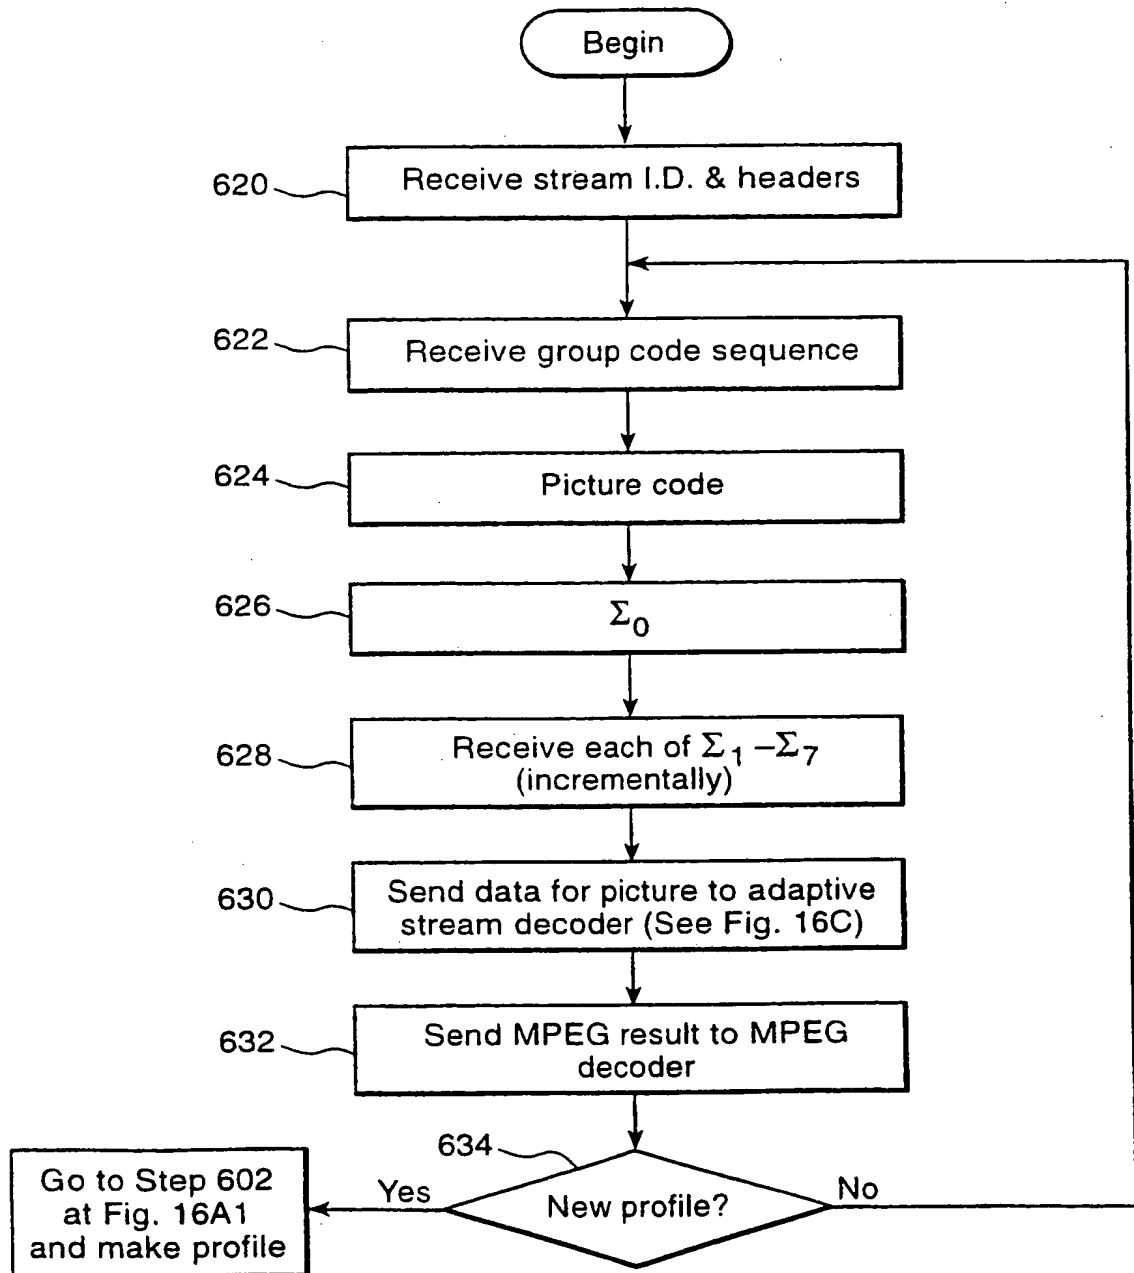 Begin
620
Receive stream I.D. & headers
622
Receive group code sequence
624
Picture code
626
Σ0
628
Receive each of Σ1 – Σ7
(incrementally)
630
Send data for picture to adaptive
stream decoder (See Fig. 16C)
632
Send MPEG result to MPEG
decoder
634
New profile?
Yes
No
Go to Step 602
at Fig. 16A1
and make profile